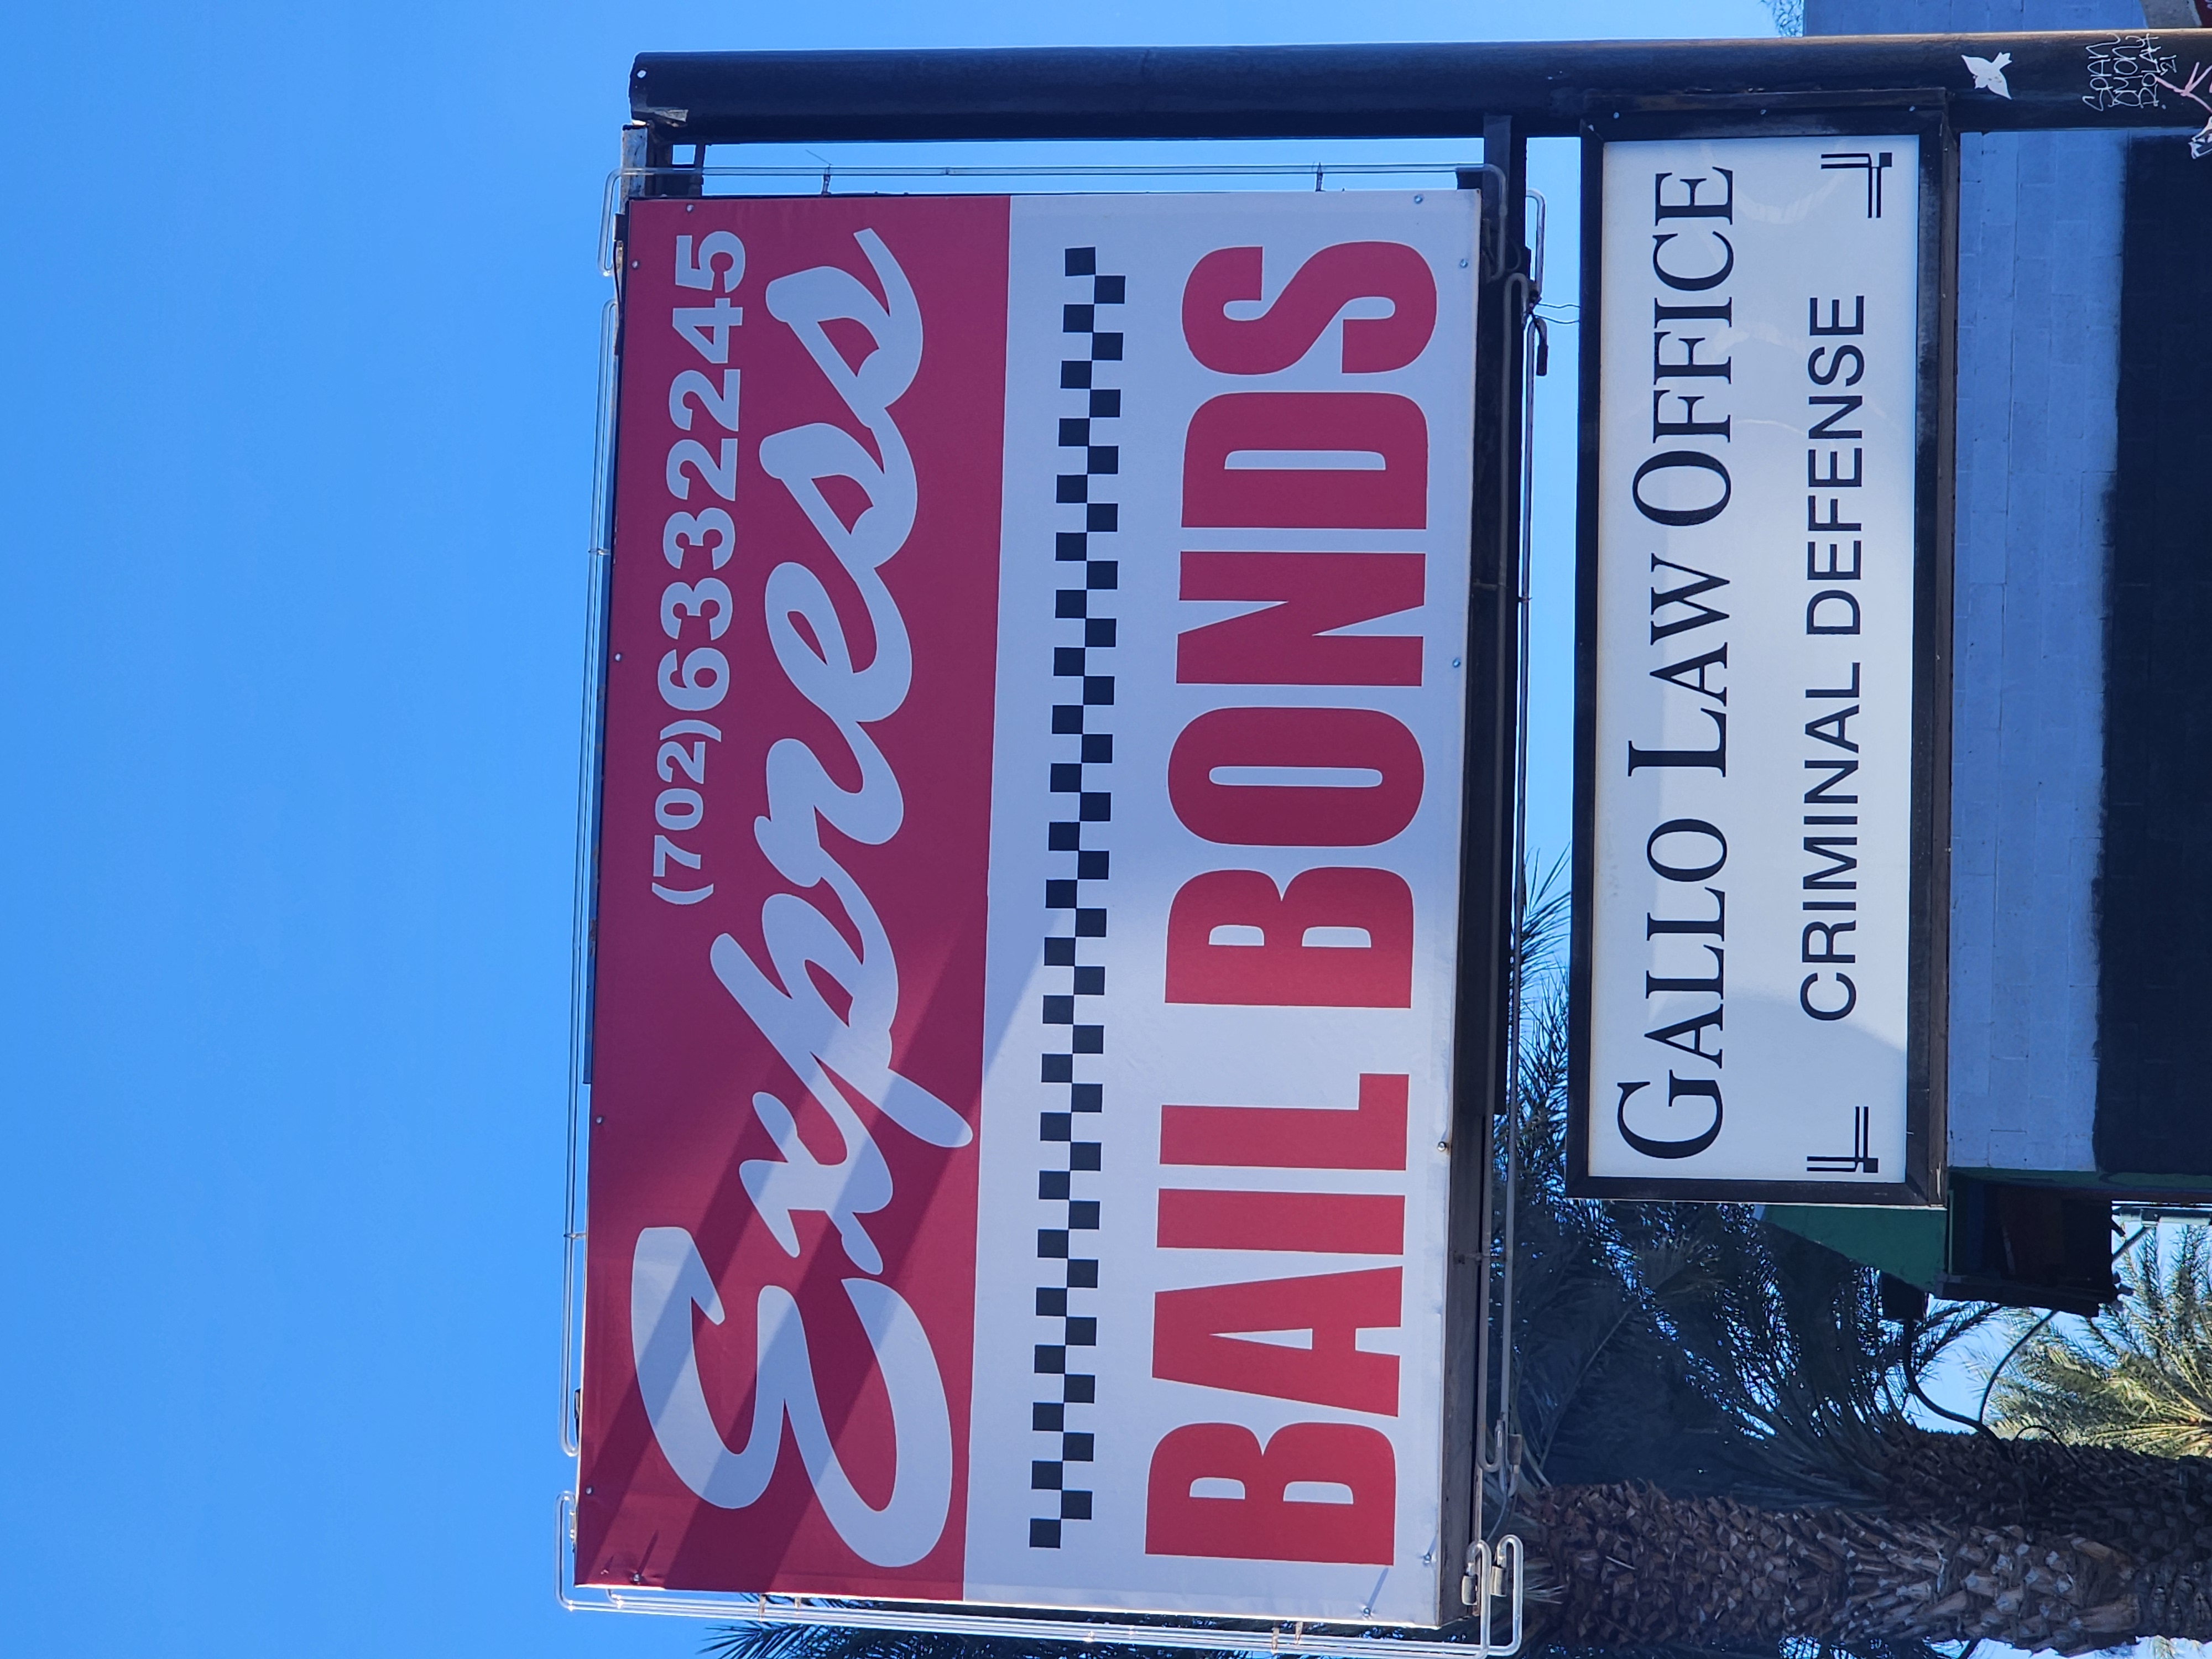 (702)6332245
Express
BAIL BONDS
GALLO LAW OFFICE
CRIMINAL DEFENSE